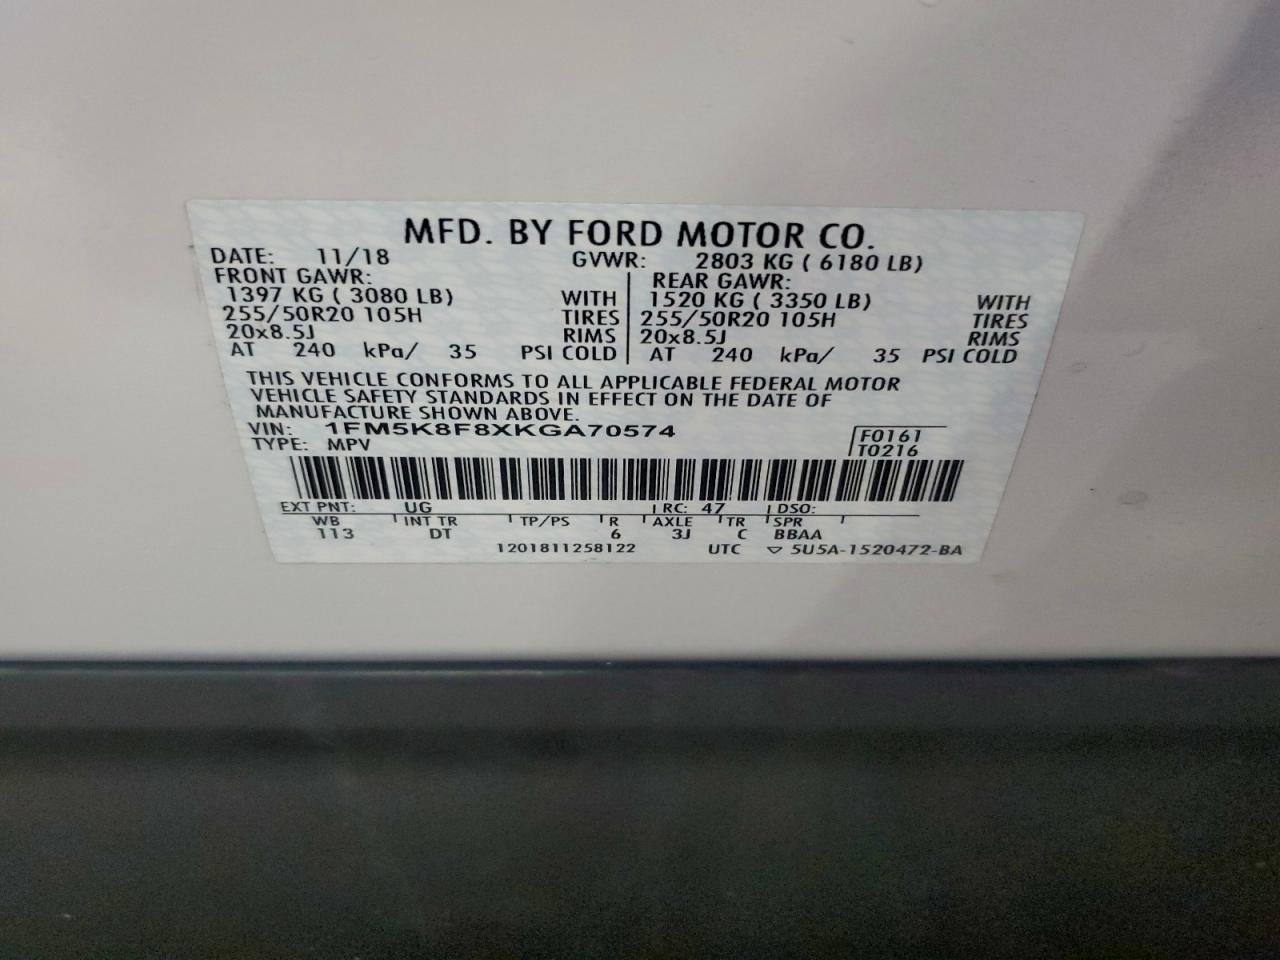 MFD. BY FORD MOTOR CO.
DATE: 11/18 GVWR: 2803 KG ( 6180 LB)
FRONT GAWR: REAR GAWR:
1397 KG ( 3080 LB) WITH 1520 KG ( 3350 LB) WITH
255/50R20 105H TIRES 255/50R20 105H TIRES
20x8.5J RIMS 20x8.5J RIMS
AT 240 kPa/ 35 PSI COLD AT 240 kPa/ 35 PSI COLD
THIS VEHICLE CONFORMS TO ALL APPLICABLE FEDERAL MOTOR
VEHICLE SAFETY STANDARDS IN EFFECT ON THE DATE OF
MANUFACTURE SHOWN ABOVE.
VIN: 1FM5K8F8XKGA70574 F0161
TYPE: MPV T0216
EXT PNT: UG RC: 47 DSO:
WB INT TR TP/PS R AXLE TR SPR
113 DT 6 3J C BBAA
1201811258122 UTC ▽ 5U5A-1520472-BA